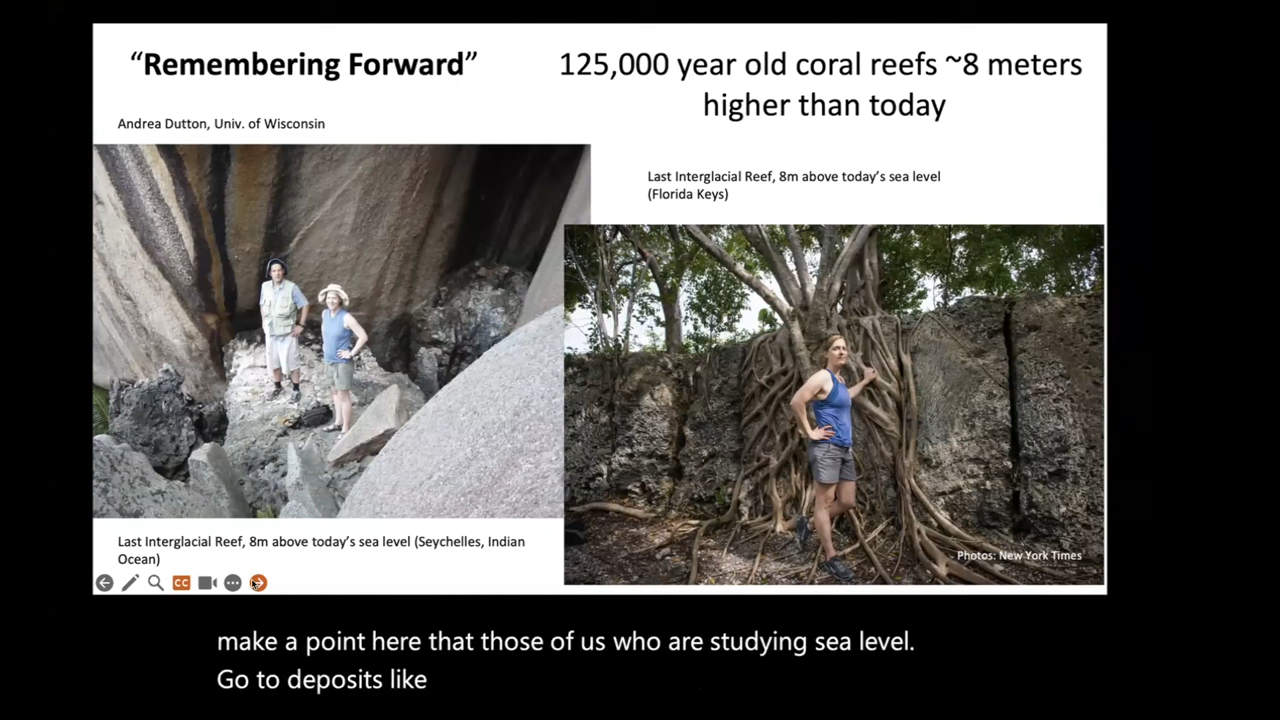 “Remembering Forward”
125,000 year old coral reefs ~8 meters
higher than today
Andrea Dutton, Univ. of Wisconsin
Last Interglacial Reef, 8m above today’s sea level
(Florida Keys)
Photos: New York Times
Last Interglacial Reef, 8m above today’s sea level (Seychelles, Indian
Ocean)
CC
make a point here that those of us who are studying sea level.
Go to deposits like